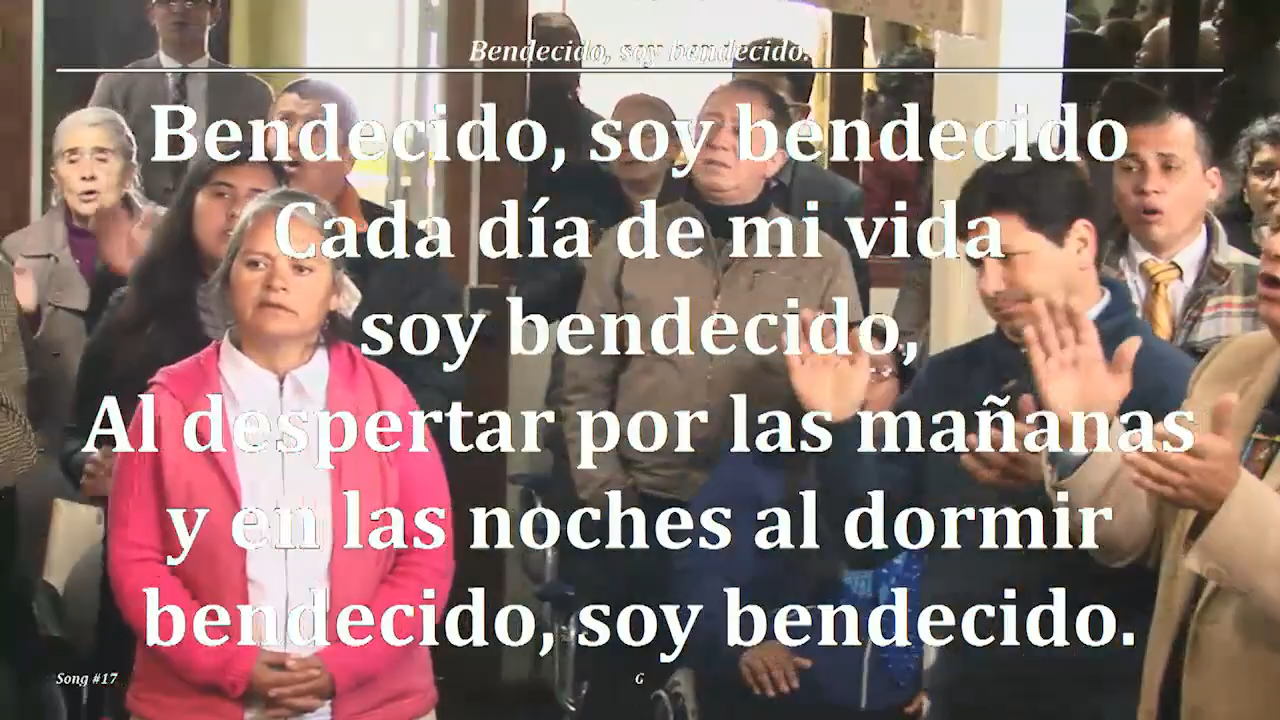 Bendecido, soy bendecido.
Bendecido, soy bendecido
Cada día de mi vida
soy bendecido,
Al despertar por las mañanas
y en las noches al dormir
bendecido, soy bendecido.
Song #17
G